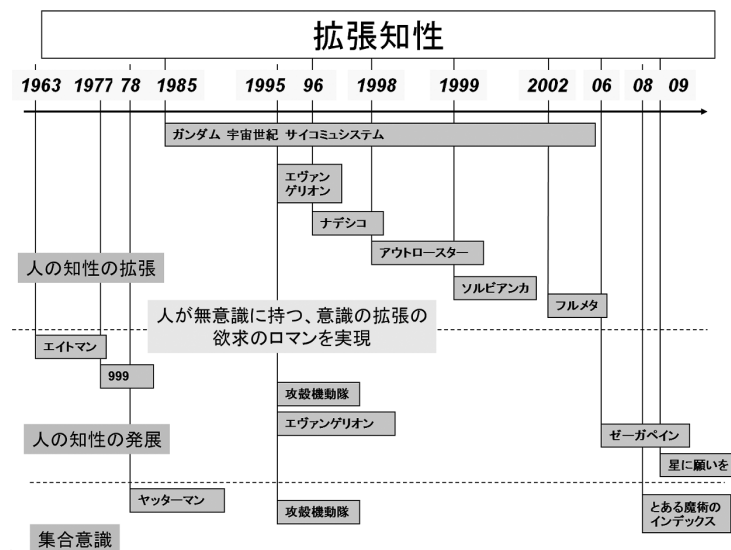 拡張知性
1963 1977 78 1985 1995 96 1998 1999 2002 06 08 09
ガンダム 宇宙世紀 サイコミュシステム
エヴァン
ゲリオン
ナデシコ
アウトロースター
人の知性の拡張
ソルビアンカ
フルメタ
人が無意識に持つ、意識の拡張の
欲求のロマンを実現
エイトマン
999
攻殻機動隊
エヴァンゲリオン
人の知性の発展
ゼーガペイン
星に願いを
ヤッターマン
攻殻機動隊
とある魔術の
インデックス
集合意識